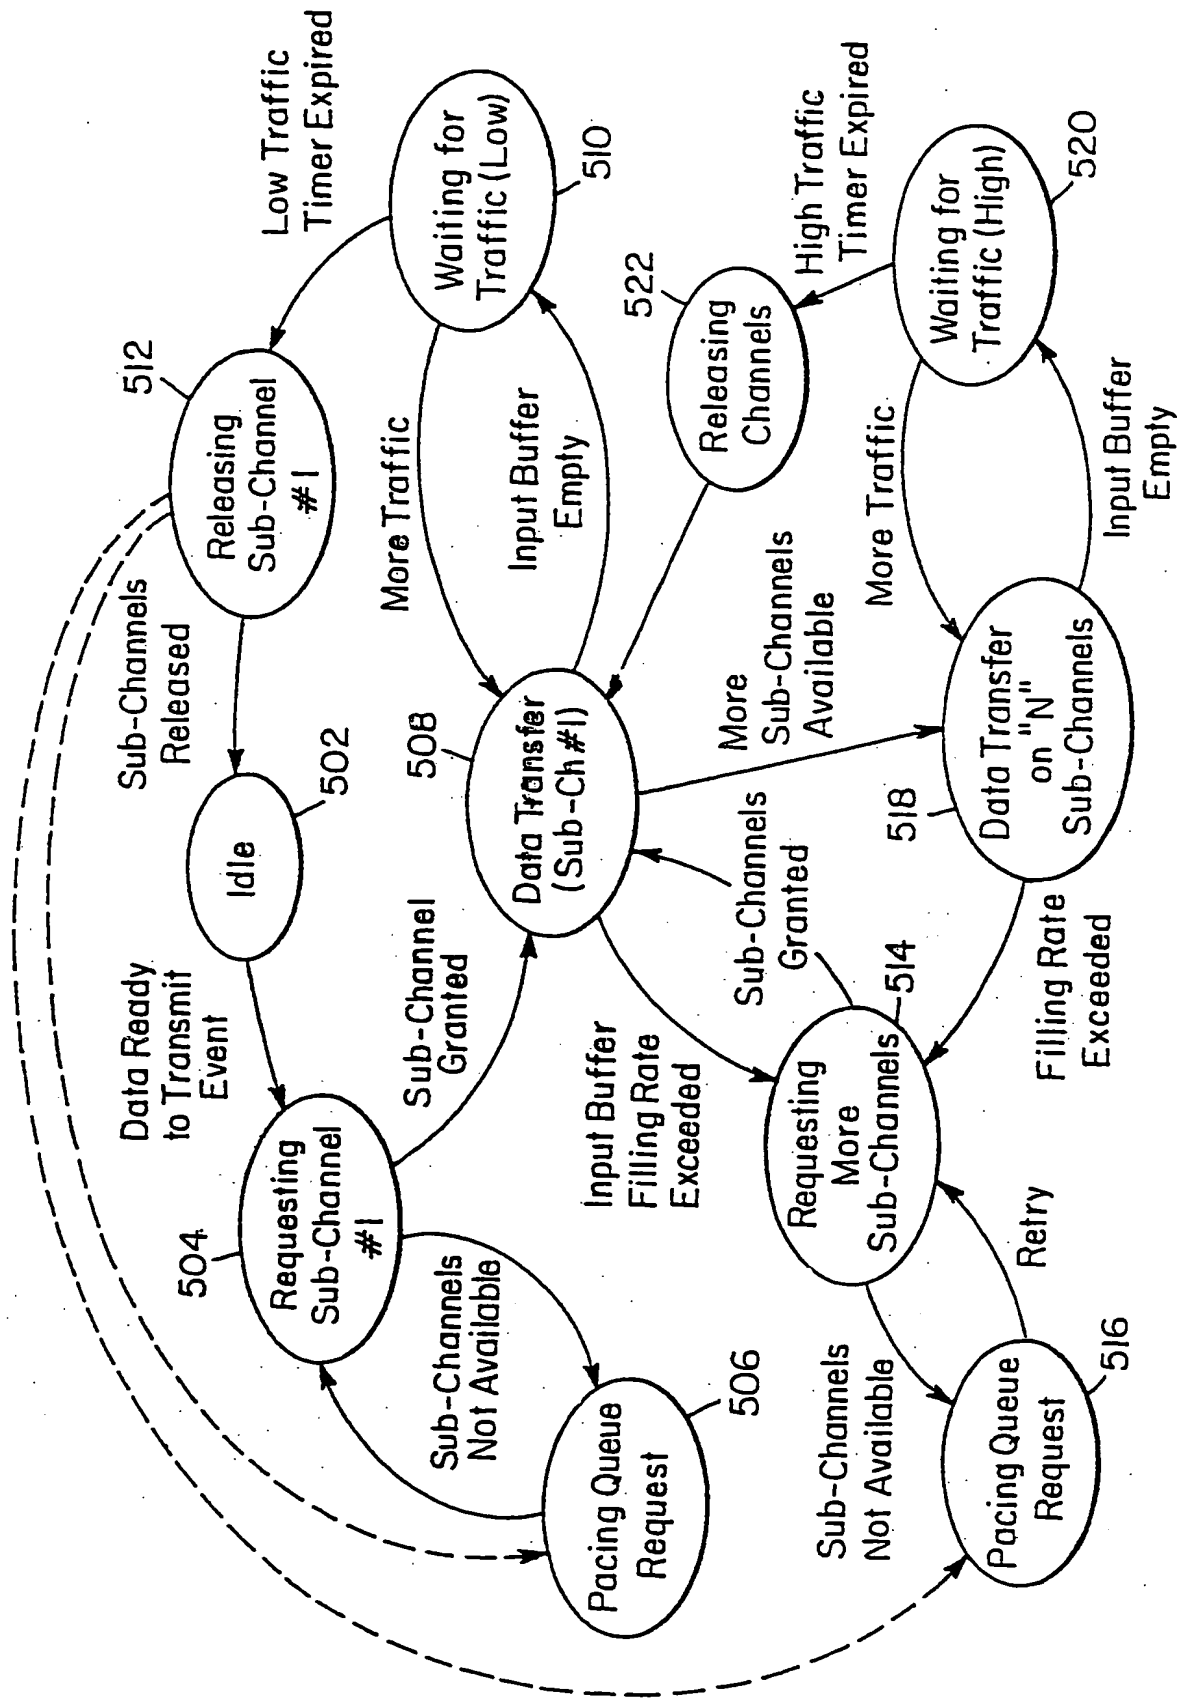 Low Traffic
Timer Expired
512
Releasing
Sub-Channel
#1
Sub-Channels
Released
Idle
502
Data Ready
to Transmit
Event
504
Requesting
Sub-Channel
#1
Sub-Channels
Not Available
506
Pacing Queue
Request
Sub-Channel
Granted
508
Data Transfer
(Sub-Ch #1)
More Traffic
Input Buffer
Empty
Waiting for
Traffic (Low)
510
522
Releasing
Channels
High Traffic
Timer Expired
Waiting for
Traffic (High)
520
More Traffic
Input Buffer
Empty
More
Sub-Channels
Available
518
Data Transfer
on "N"
Sub-Channels
Sub-Channels
Granted
514
Input Buffer
Filling Rate
Exceeded
Requesting
More
Sub-Channels
Filling Rate
Exceeded
Retry
Sub-Channels
Not Available
Pacing Queue
Request
516